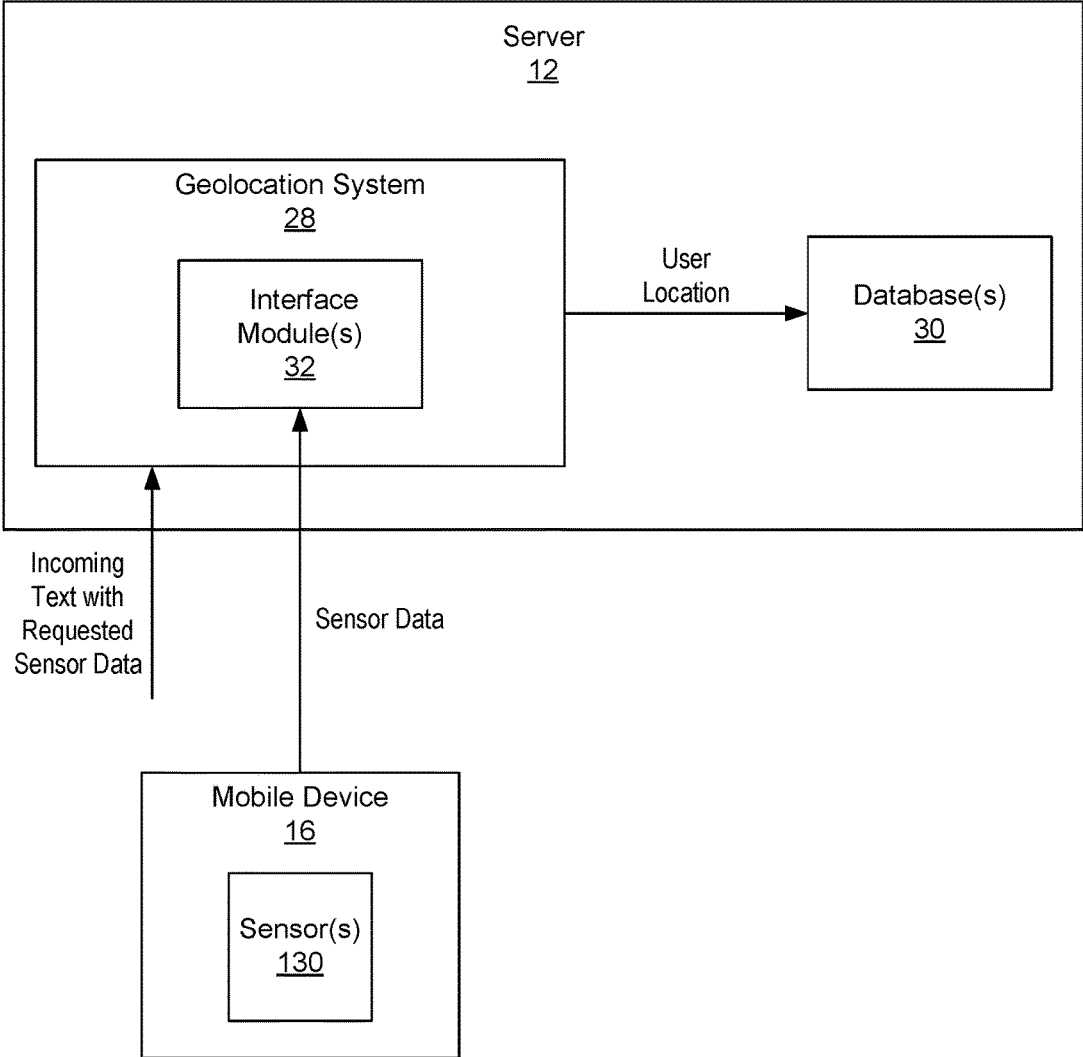 Server
12
Geolocation System
28
Interface
Module(s)
32
User
Location
Database(s)
30
Incoming
Text with
Requested
Sensor Data
Sensor Data
Mobile Device
16
Sensor(s)
130